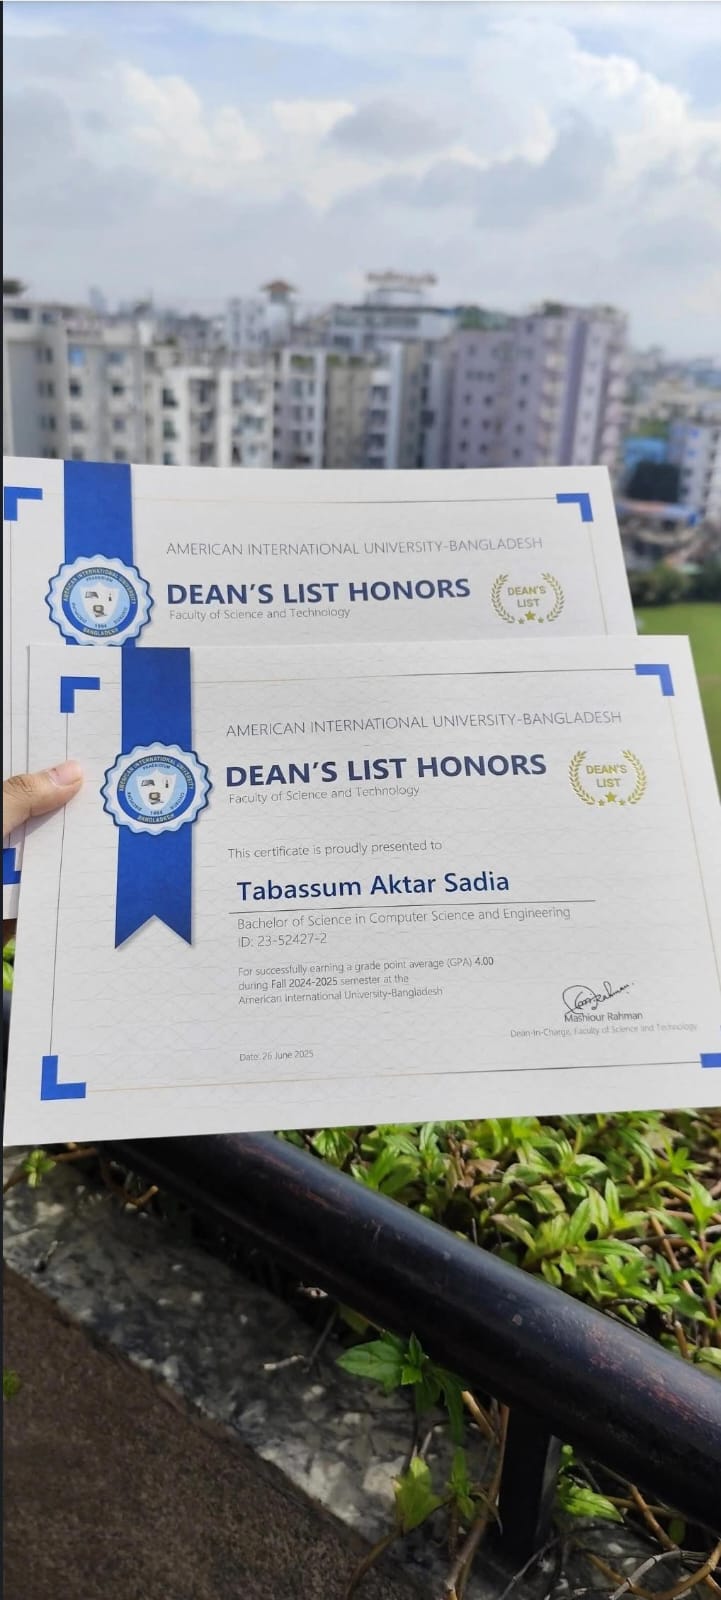 AMERICAN INTERNATIONAL UNIVERSITY-BANGLADESH
DEAN'S LIST HONORS
Faculty of Science and Technology
DEAN'S
LIST
AMERICAN INTERNATIONAL UNIVERSITY-BANGLADESH
DEAN'S LIST HONORS
Faculty of Science and Technology
DEAN'S
LIST
This certificate is proudly presented to
Tabassum Aktar Sadia
Bachelor of Science in Computer Science and Engineering
ID: 23-52427-2
For successfully earning a grade point average (GPA) 4.00
during Fall 2024-2025 semester at the
American International University-Bangladesh
Mashiour Rahman
Dean-In-Charge, Faculty of Science and Technology
Date: 26 June 2025